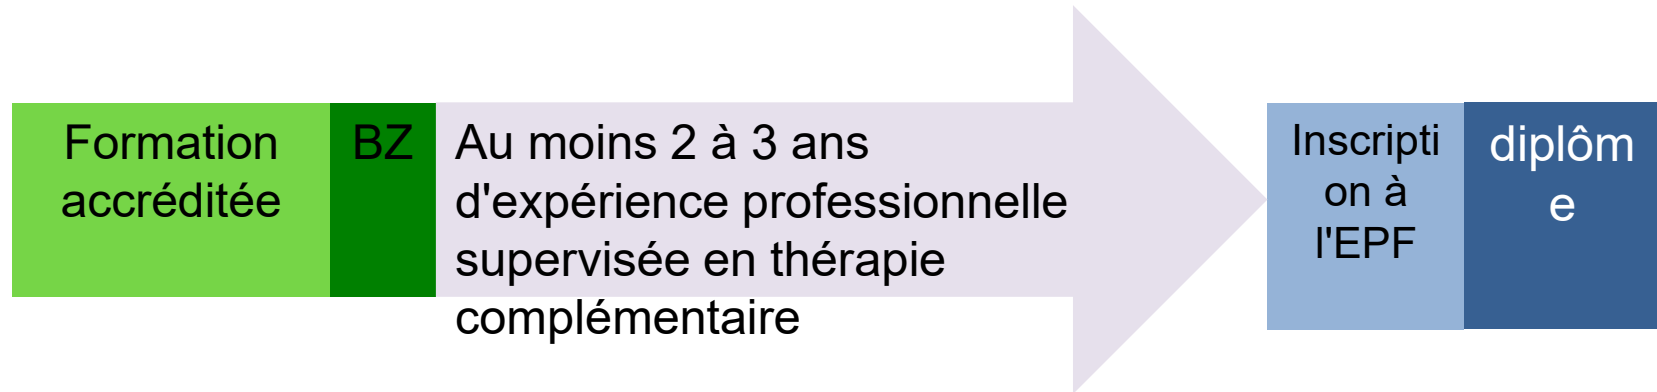 Formation
accréditée
BZ
Au moins 2 à 3 ans
d'expérience professionnelle
supervisée en thérapie
complémentaire
Inscripti
on à
l'EPF
diplôm
e